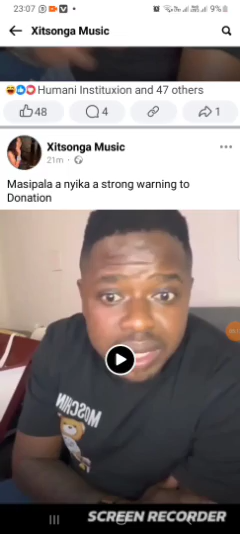 23:07
9%
Xitsonga Music
Humani Instituxion and 47 others
48
4
1
Xitsonga Music
21m
Masipala a nyika a strong warning to
Donation
MOSCHIN
SCREEN RECORDER